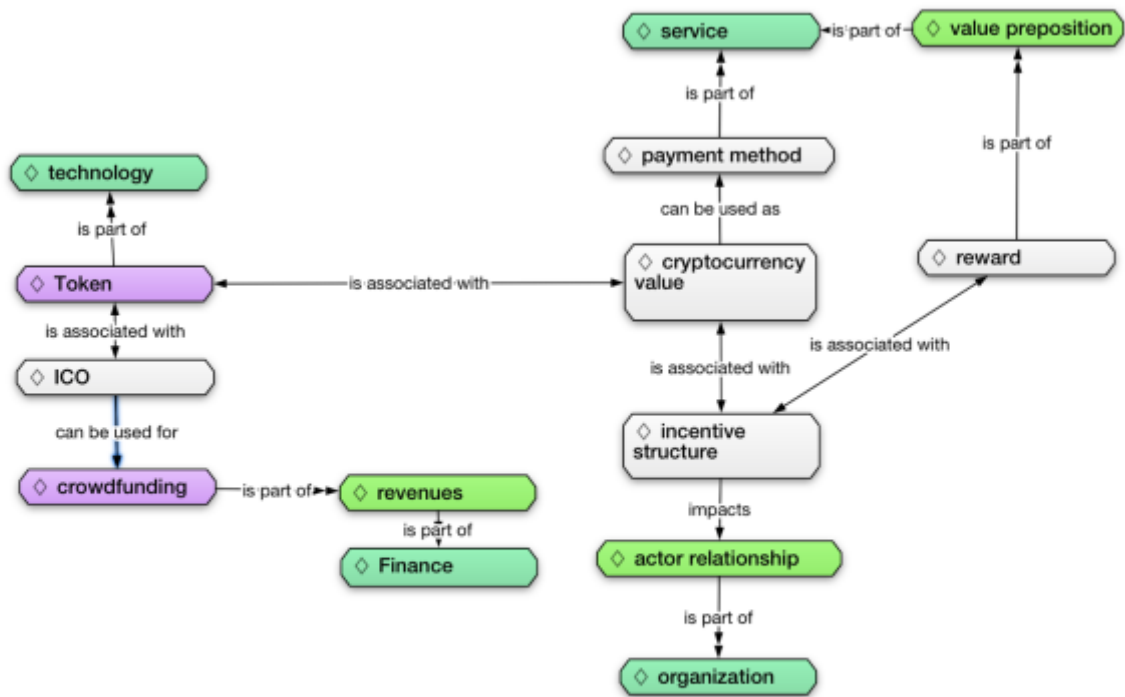 service
is part of
value preposition
is part of
payment method
is part of
technology
can be used as
is part of
cryptocurrency
value
reward
Token
is associated with
is associated with
is associated with
is associated with
ICO
incentive
structure
can be used for
crowdfunding
is part of
revenues
impacts
is part of
actor relationship
Finance
is part of
organization